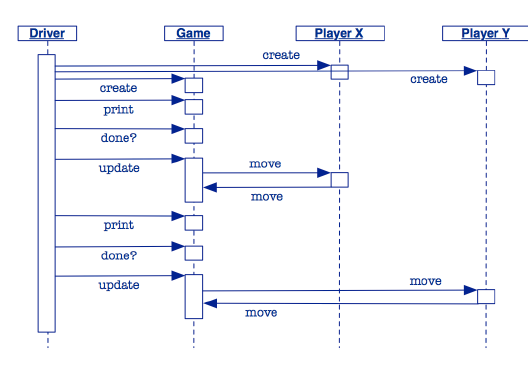 Driver
Game
Player X
Player Y
create
create
create
print
done?
update
move
move
print
done?
update
move
move